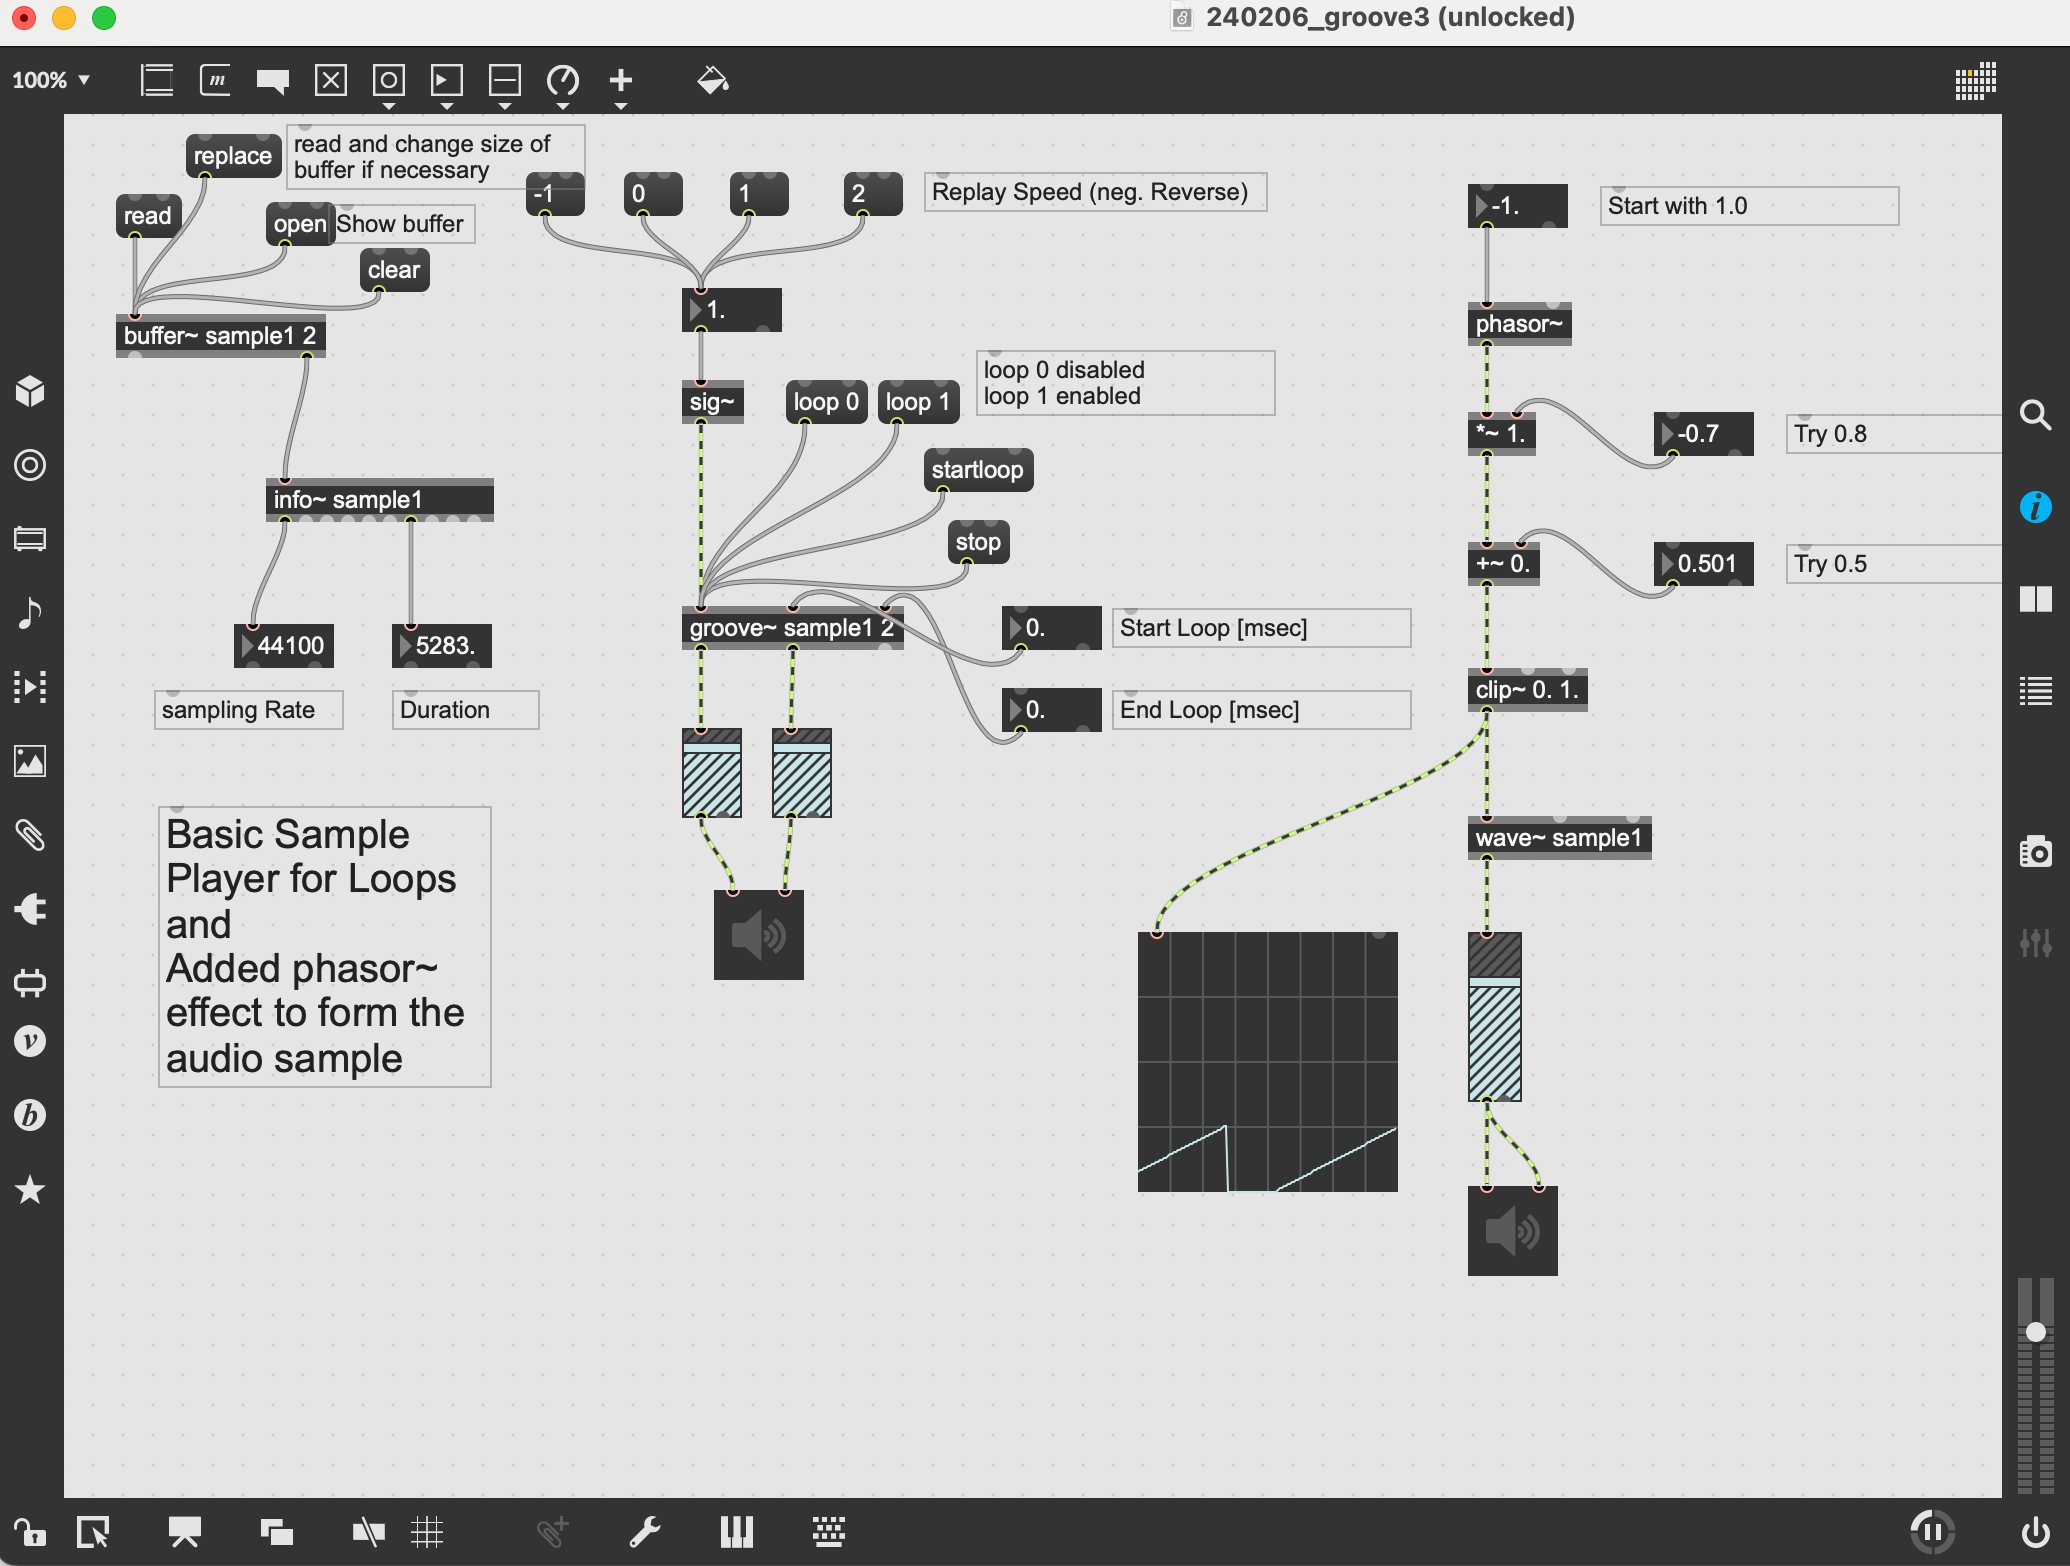 240206_groove3 (unlocked)
100%
replace
read and change size of
buffer if necessary
read
open
Show buffer
clear
buffer~ sample1 2
info~ sample1
44100
5283.
sampling Rate
Duration
Basic Sample
Player for Loops
and
Added phasor~
effect to form the
audio sample
-1
0
1
2
Replay Speed (neg. Reverse)
1.
sig~
loop 0
loop 1
loop 0 disabled
loop 1 enabled
startloop
stop
groove~ sample1 2
0.
Start Loop [msec]
0.
End Loop [msec]
-1.
Start with 1.0
phasor~
*~ 1.
-0.7
Try 0.8
+~ 0.
0.501
Try 0.5
clip~ 0. 1.
wave~ sample1